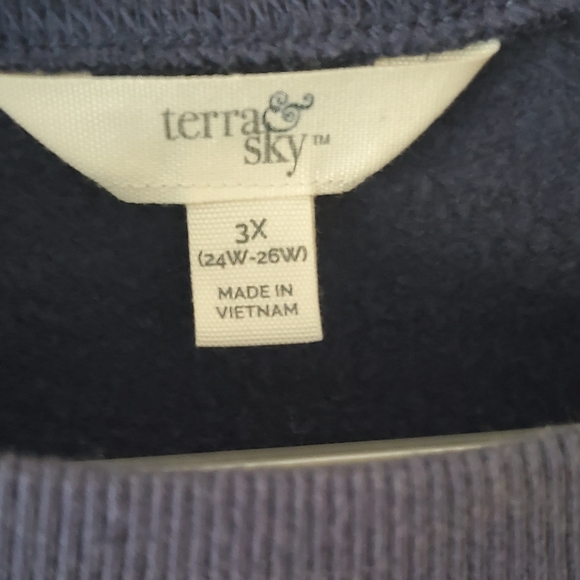 terra &
sky™
3X
(24W-26W)
MADE IN
VIETNAM